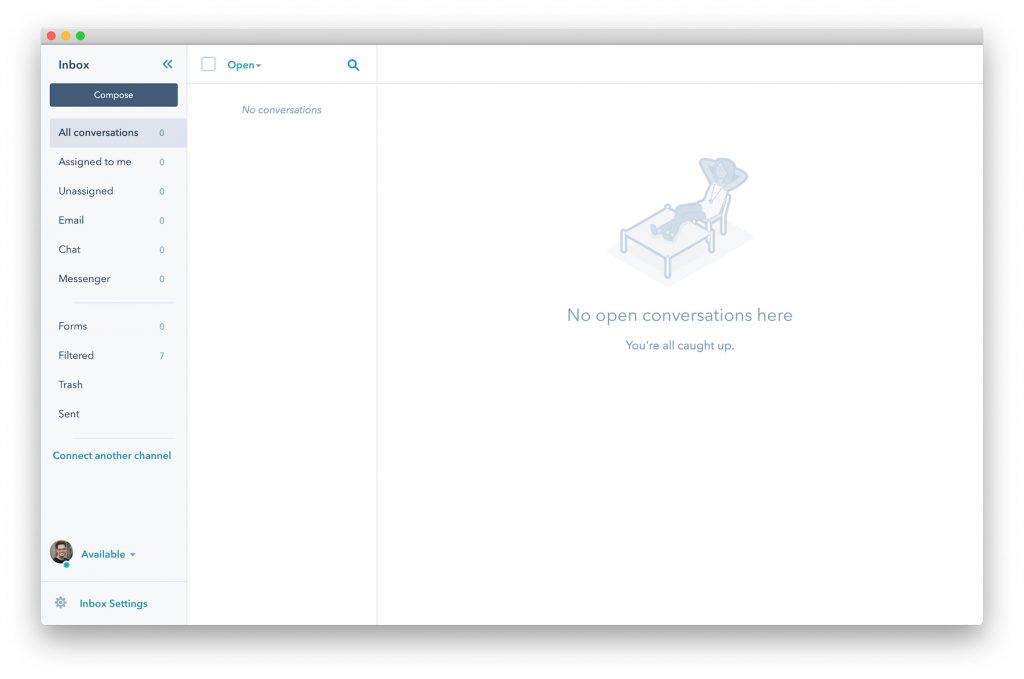 Inbox
Compose
All conversations 0
Assigned to me 0
Unassigned 0
Email 0
Chat 0
Messenger 0
Forms 0
Filtered 7
Trash
Sent
Connect another channel
Available
Inbox Settings
Open
No conversations
No open conversations here
You're all caught up.